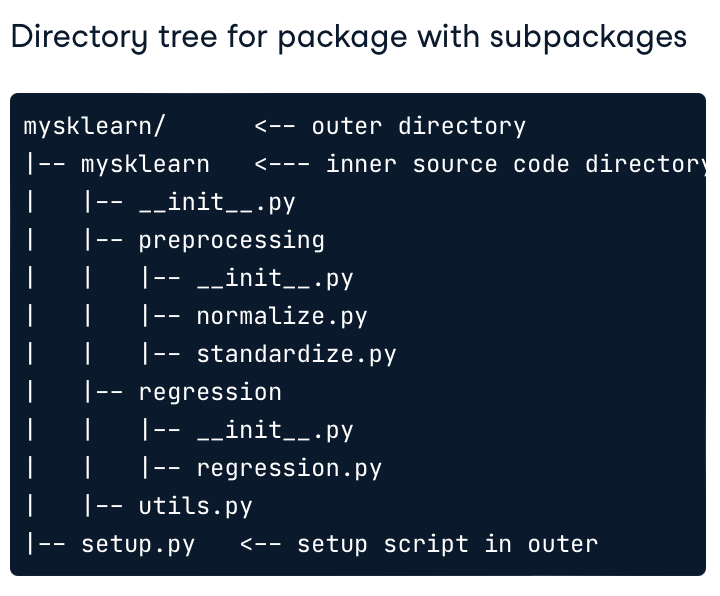 Directory tree for package with subpackages
mysklearn/      <-- outer directory
|-- mysklearn   <--- inner source code directory
|   |-- __init__.py
|   |-- preprocessing
|   |   |-- __init__.py
|   |   |-- normalize.py
|   |   |-- standardize.py
|   |-- regression
|   |   |-- __init__.py
|   |   |-- regression.py
|   |-- utils.py
|-- setup.py   <-- setup script in outer